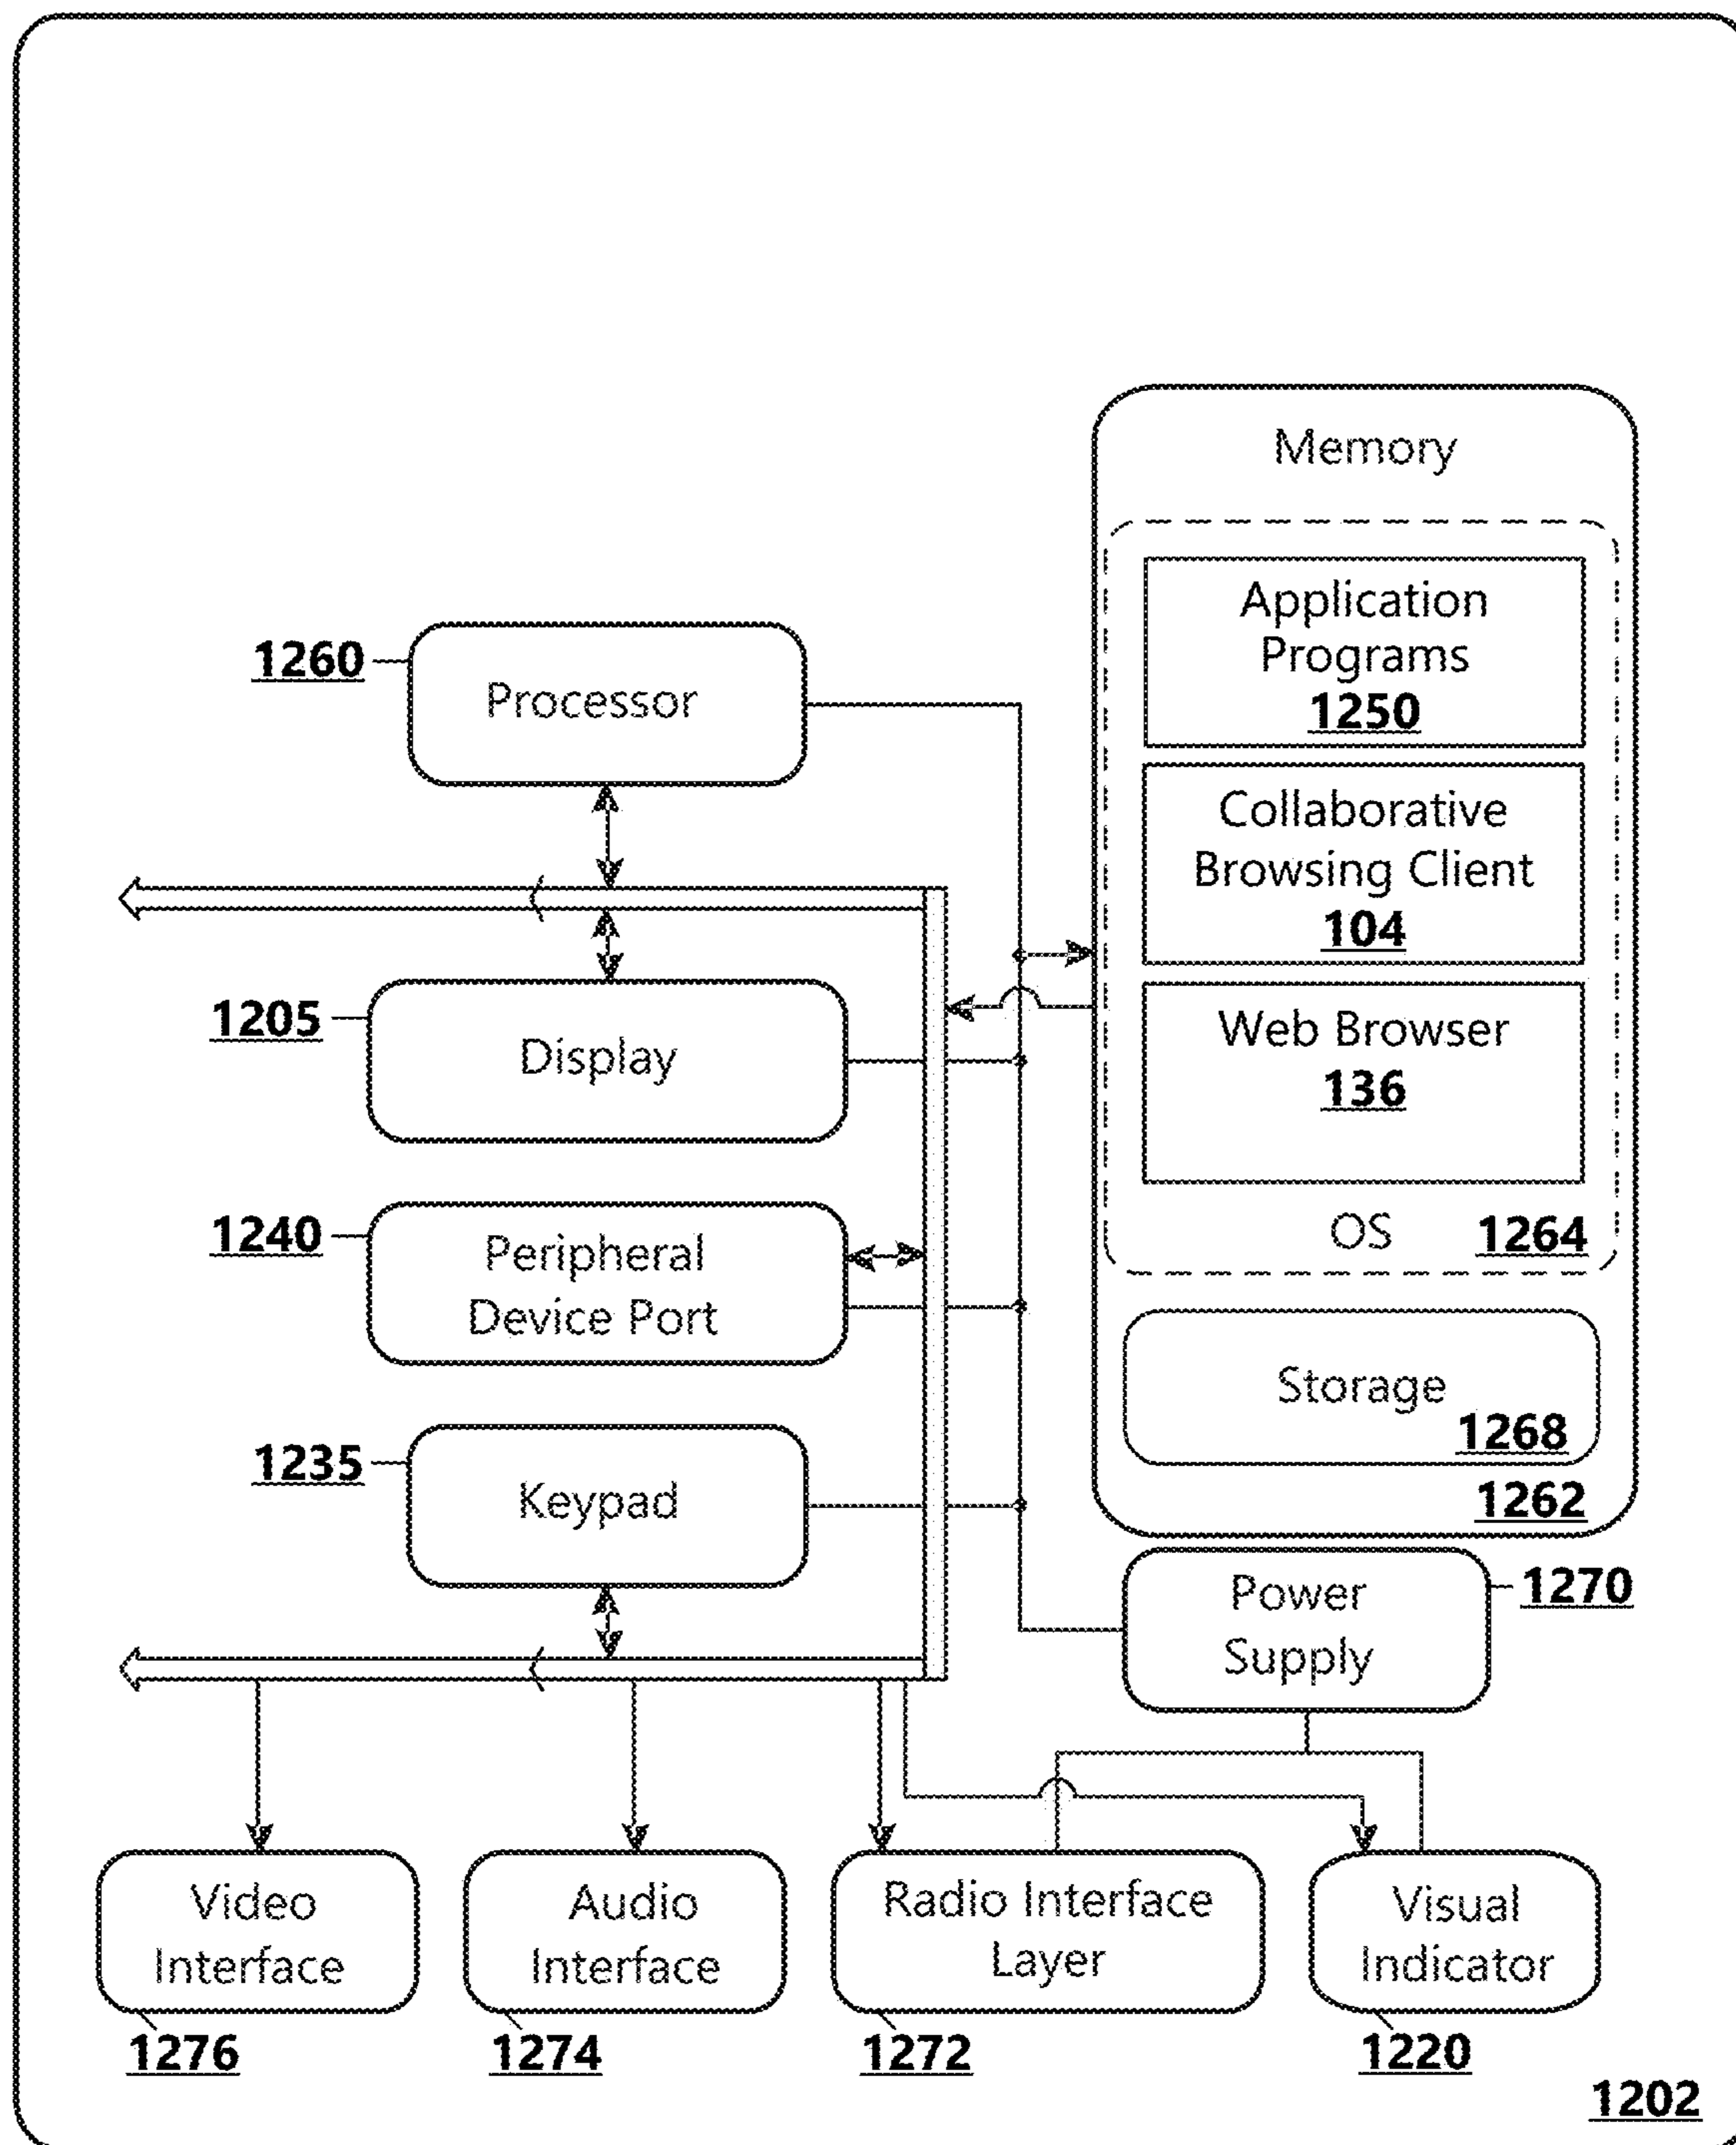 Memory
Application
Programs
1250
1260
Processor
Collaborative
Browsing Client
104
1205
Display
Web Browser
136
1240
Peripheral
Device Port
OS 1264
Storage
1268
1235
Keypad
1262
Power
Supply
1270
Video
Interface
1276
Audio
Interface
1274
Radio Interface
Layer
1272
Visual
Indicator
1220
1202